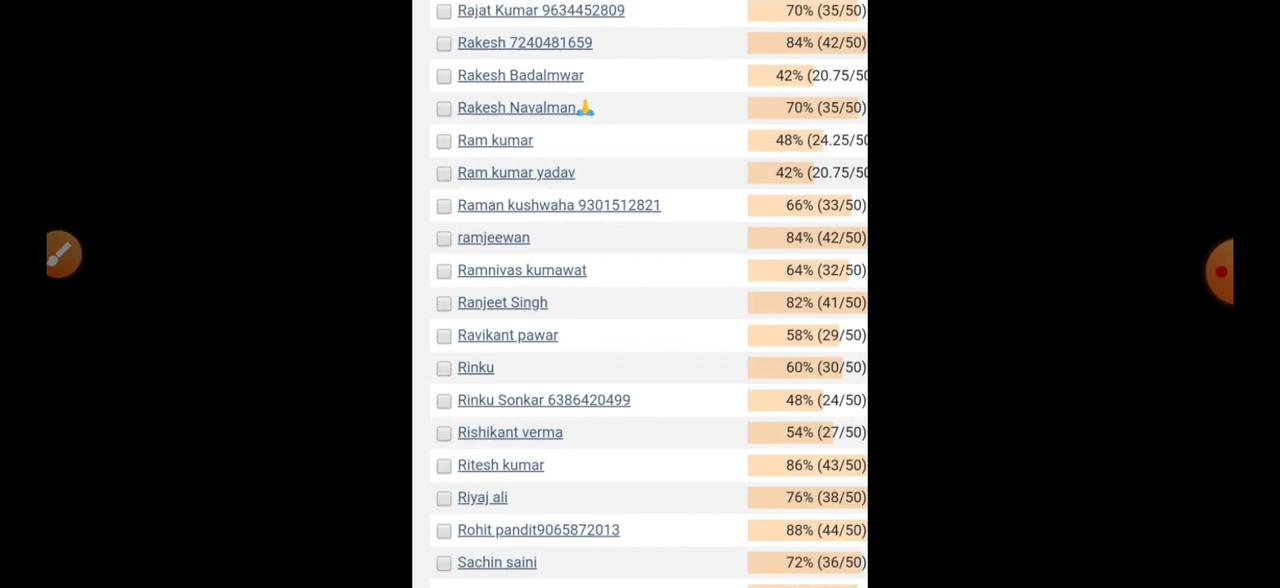 Rajat Kumar 9634452809 70% (35/50)
Rakesh 7240481659 84% (42/50)
Rakesh Badalmwar 42% (20.75/50
Rakesh Navalman🙏 70% (35/50)
Ram kumar 48% (24.25/50
Ram kumar yadav 42% (20.75/50
Raman kushwaha 9301512821 66% (33/50)
ramjeewan 84% (42/50)
Ramnivas kumawat 64% (32/50)
Ranjeet Singh 82% (41/50)
Ravikant pawar 58% (29/50)
Rinku 60% (30/50)
Rinku Sonkar 6386420499 48% (24/50)
Rishikant verma 54% (27/50)
Ritesh kumar 86% (43/50)
Riyaj ali 76% (38/50)
Rohit pandit9065872013 88% (44/50)
Sachin saini 72% (36/50)